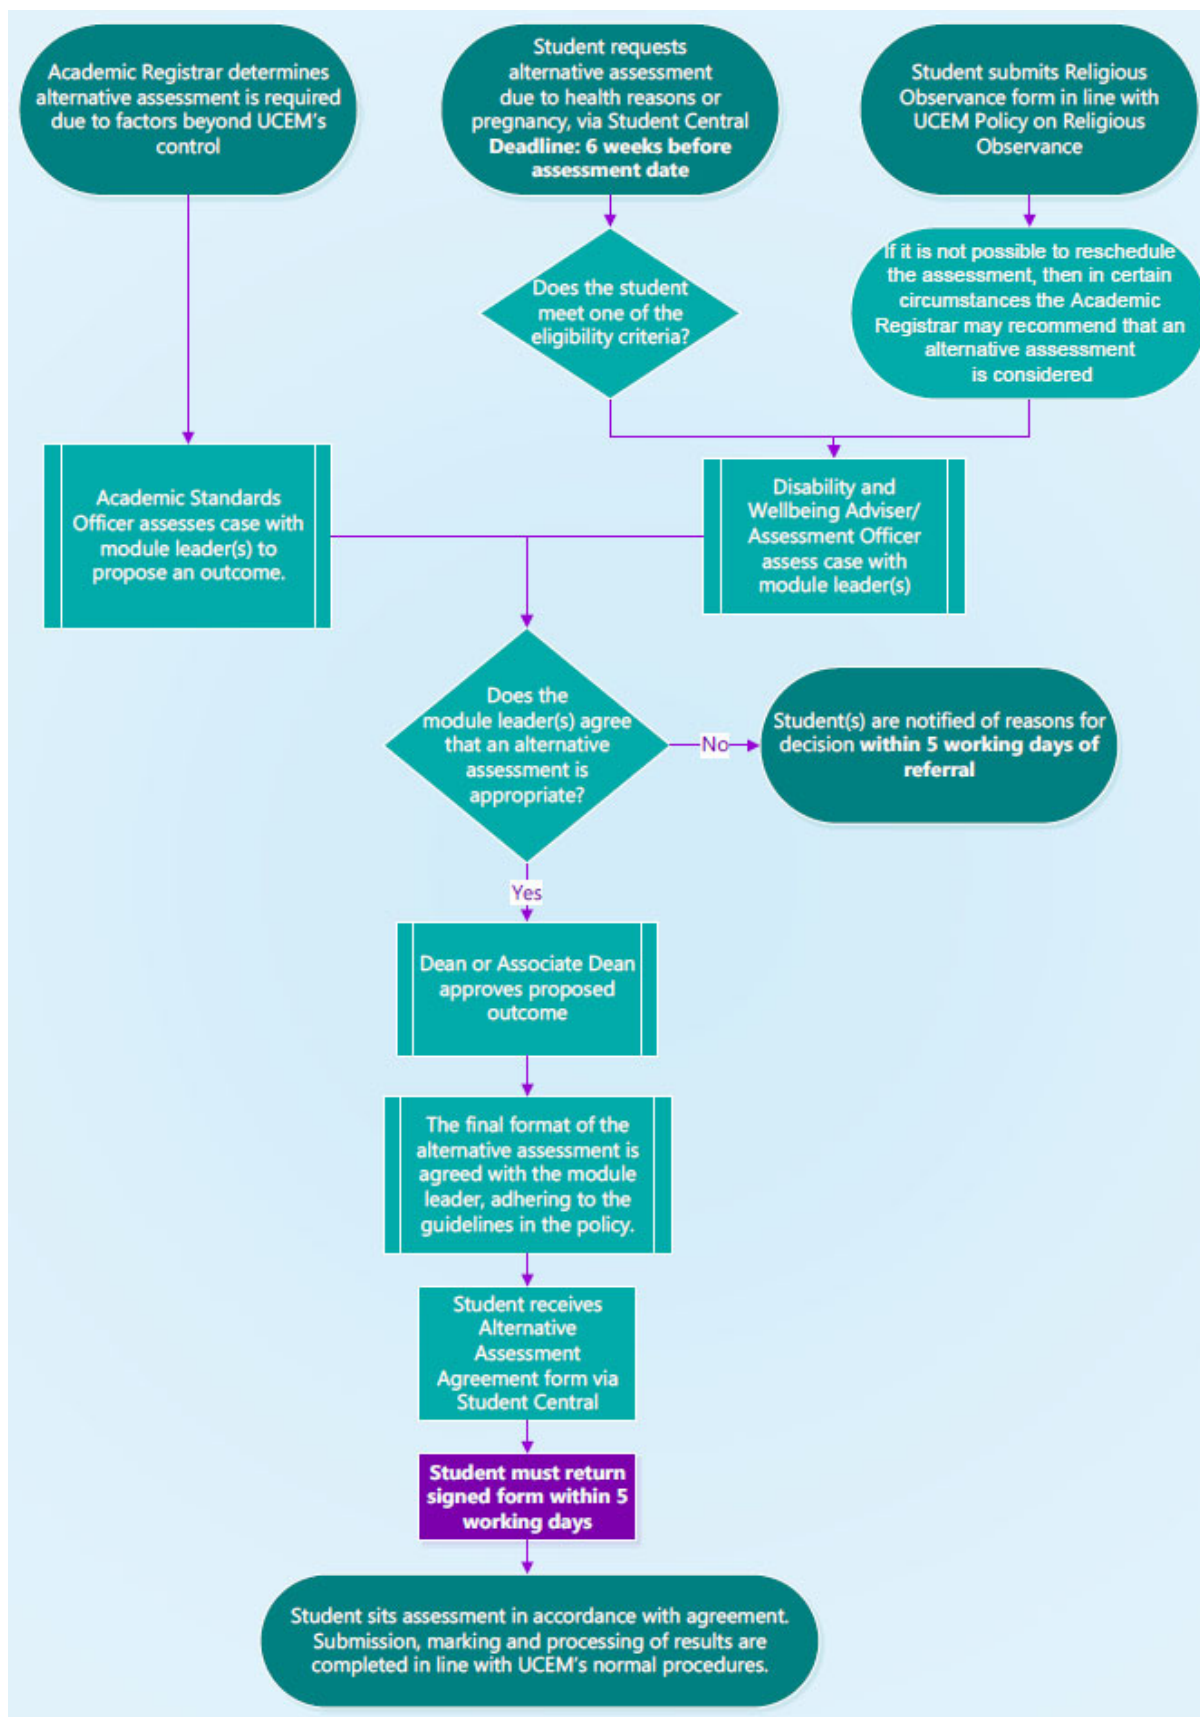 Academic Registrar determines
alternative assessment is required
due to factors beyond UCEM's
control
Student requests
alternative assessment
due to health reasons or
pregnancy, via Student Central
Deadline: 6 weeks before
assessment date
Student submits Religious
Observance form in line with
UCEM Policy on Religious
Observance
Does the student
meet one of the
eligibility criteria?
If it is not possible to reschedule
the assessment, then in certain
circumstances the Academic
Registrar may recommend that an
alternative assessment
is considered
Academic Standards
Officer assesses case with
module leader(s) to
propose an outcome.
Disability and
Wellbeing Adviser/
Assessment Officer
assess case with
module leader(s)
Does the
module leader(s) agree
that an alternative
assessment is
appropriate?
No
Student(s) are notified of reasons for
decision within 5 working days of
referral
Yes
Dean or Associate Dean
approves proposed
outcome
The final format of the
alternative assessment is
agreed with the module
leader, adhering to the
guidelines in the policy.
Student receives
Alternative
Assessment
Agreement form via
Student Central
Student must return
signed form within 5
working days
Student sits assessment in accordance with agreement.
Submission, marking and processing of results are
completed in line with UCEM's normal procedures.